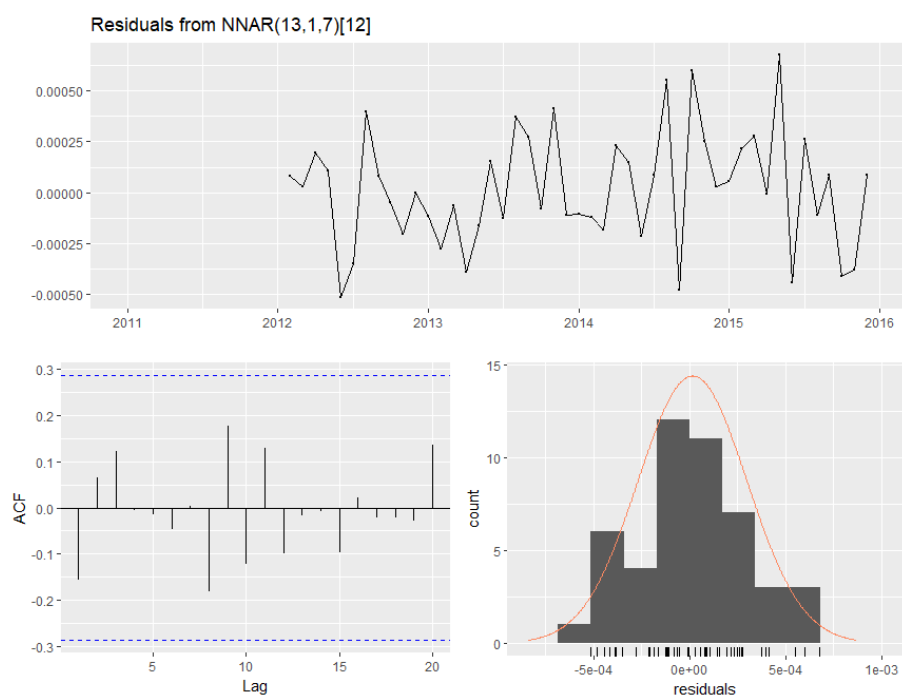 Residuals from NNAR(13,1,7)[12]
0.00050
0.00025
0.00000
-0.00025
-0.00050
2011 2012 2013 2014 2015 2016
0.3
0.2
0.1
0.0
-0.1
-0.2
-0.3
ACF
5 10 15 20
Lag
15
10
5
0
count
-5e-04 0e+00 5e-04 1e-03
residuals